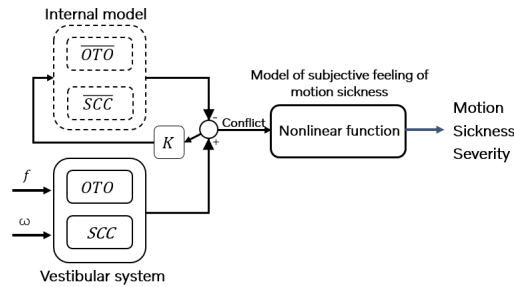 Internal model
OTO
SCC
K
-
+
Conflict
Model of subjective feeling of
motion sickness
Nonlinear function
Motion
Sickness
Severity
f
ω
OTO
SCC
Vestibular system